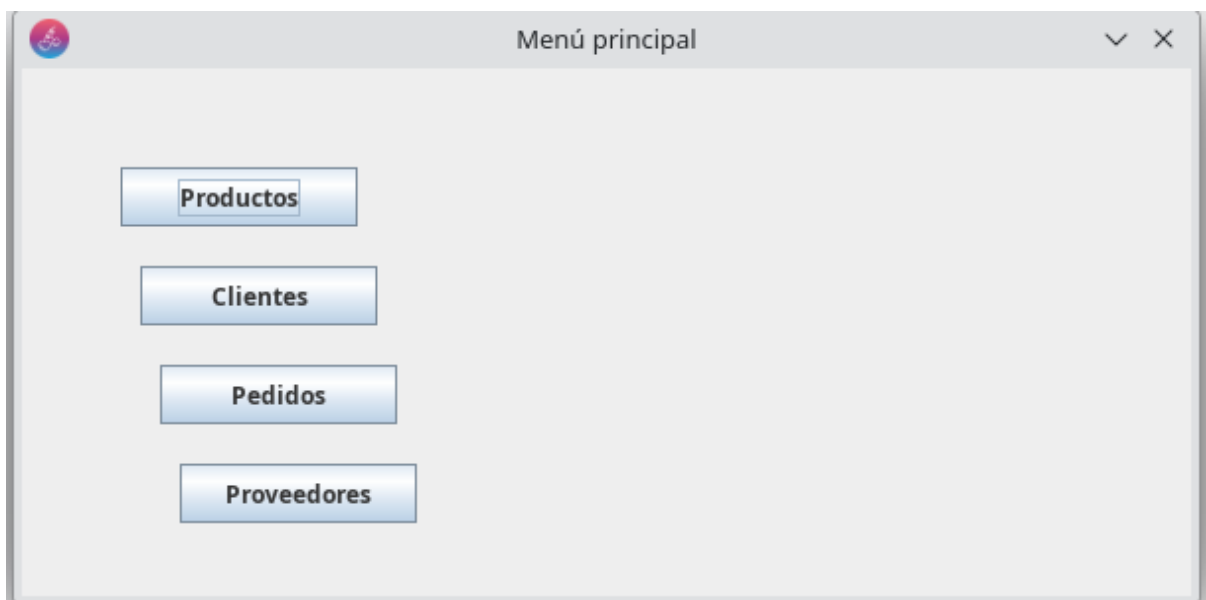 Menú principal
Productos
Clientes
Pedidos
Proveedores